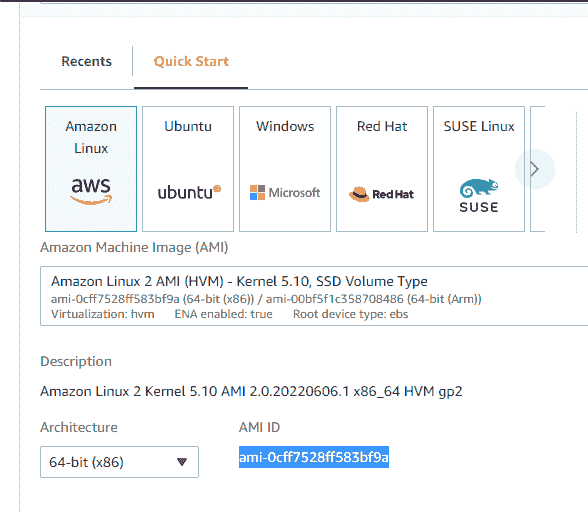 Recents
Quick Start
Amazon
Linux
aws
Ubuntu
ubuntu
Windows
Microsoft
Red Hat
RedHat
SUSE Linux
SUSE
Amazon Machine Image (AMI)
Amazon Linux 2 AMI (HVM) - Kernel 5.10, SSD Volume Type
ami-0cff7528ff583bf9a (64-bit (x86)) / ami-00bf5f1c358708486 (64-bit (Arm))
Virtualization: hvm ENA enabled: true Root device type: ebs
Description
Amazon Linux 2 Kernel 5.10 AMI 2.0.20220606.1 x86_64 HVM gp2
Architecture
AMI ID
64-bit (x86)
ami-0cff7528ff583bf9a